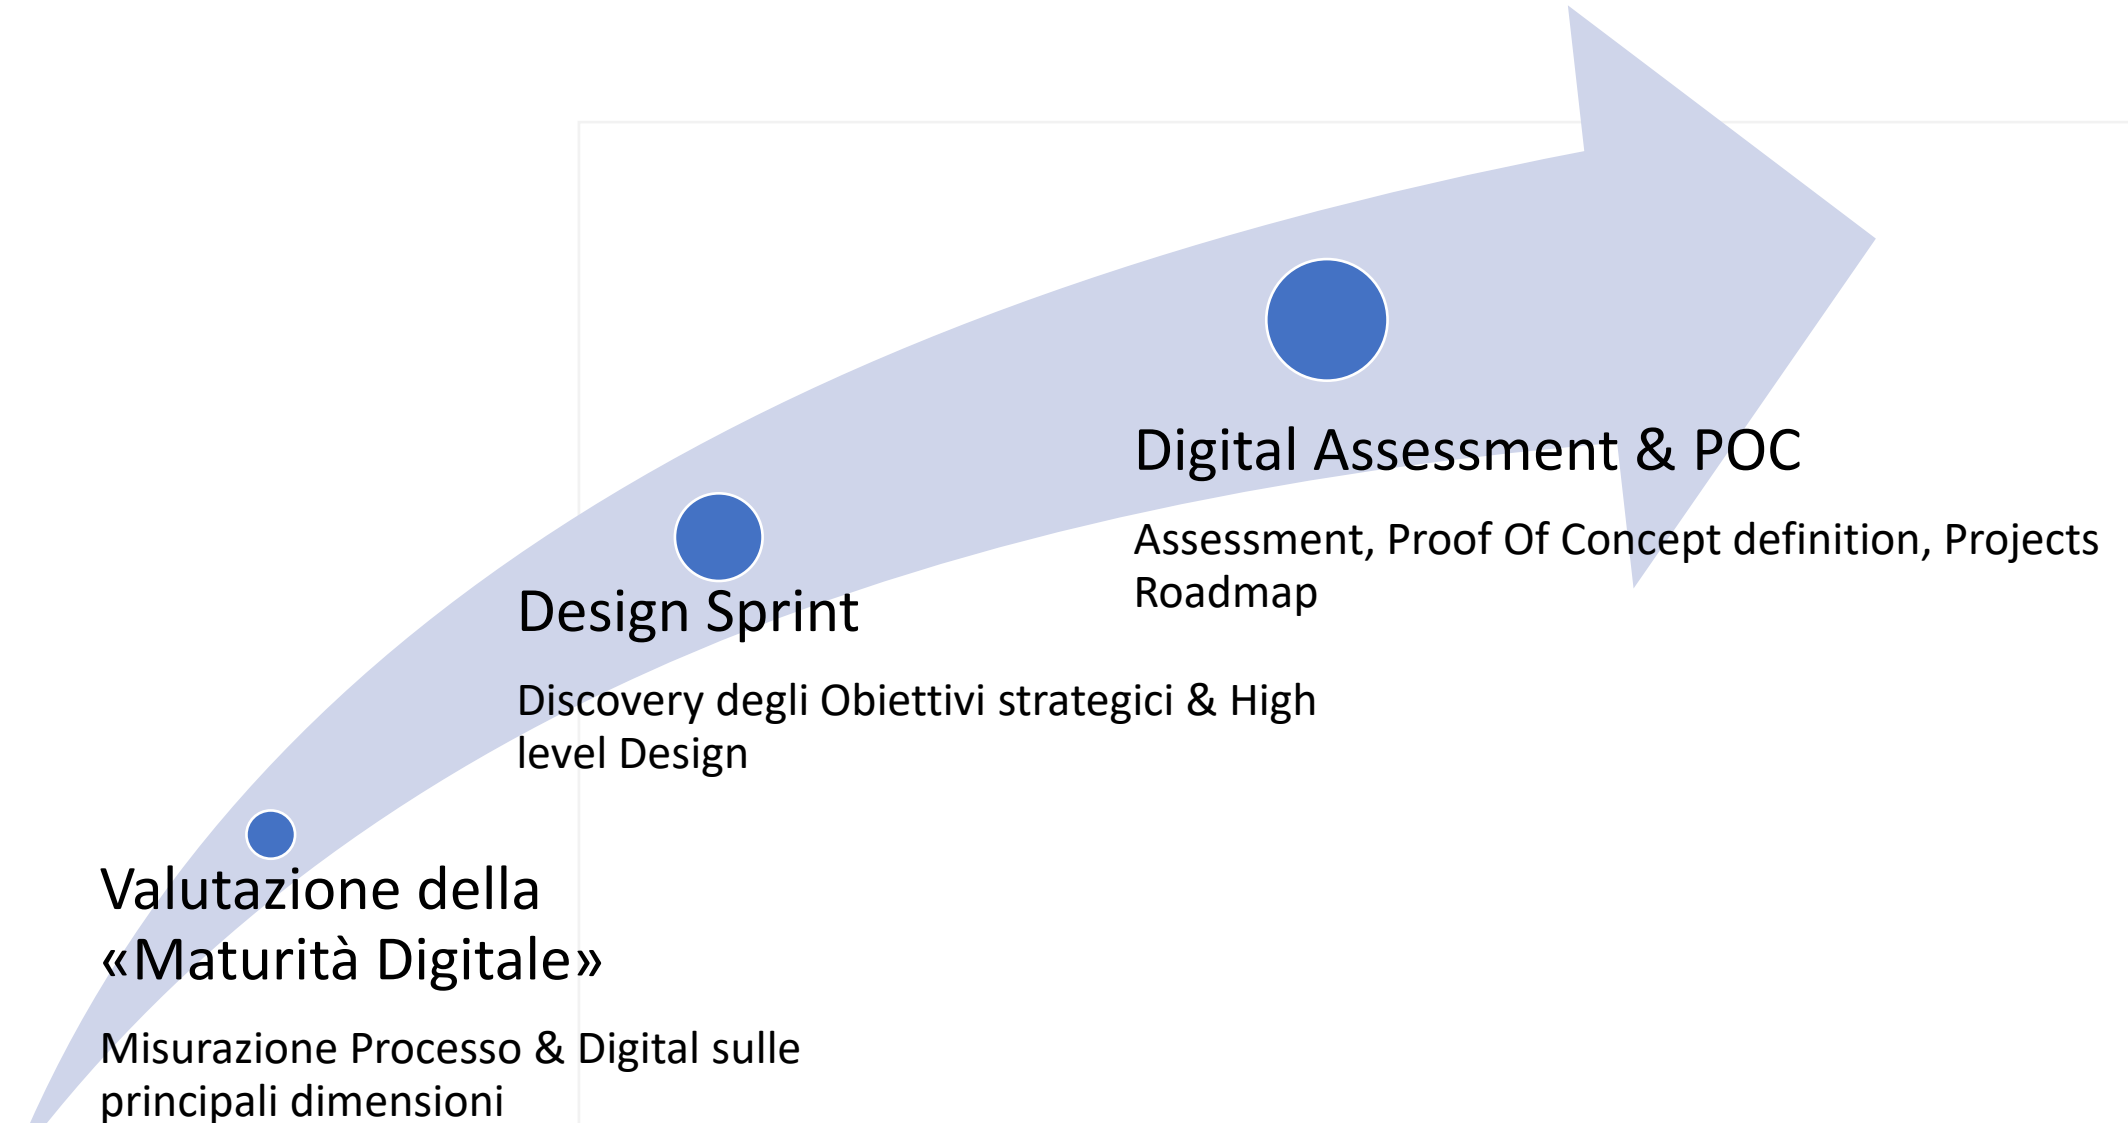 Digital Assessment & POC
Assessment, Proof Of Concept definition, Projects
Roadmap
Design Sprint
Discovery degli Obiettivi strategici & High
level Design
Valutazione della
«Maturità Digitale»
Misurazione Processo & Digital sulle
principali dimensioni